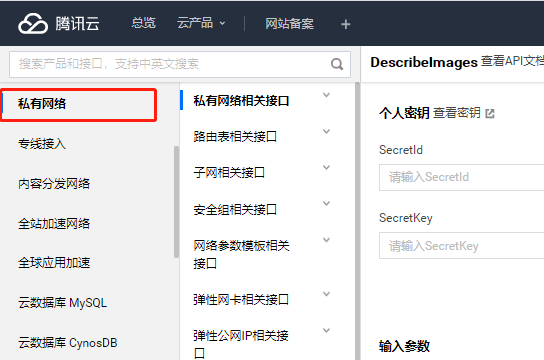 腾讯云 总览 云产品 网站备案 +
搜索产品和接口，支持中英文搜索
私有网络
专线接入
内容分发网络
全站加速网络
全球应用加速
云数据库 MySQL
云数据库 CynosDB
私有网络相关接口
路由表相关接口
子网相关接口
安全组相关接口
网络参数模板相关
接口
弹性网卡相关接口
弹性公网IP相关接
口
DescribeImages 查看API文档
个人密钥 查看密钥
SecretId
请输入SecretId
SecretKey
请输入SecretKey
输入参数